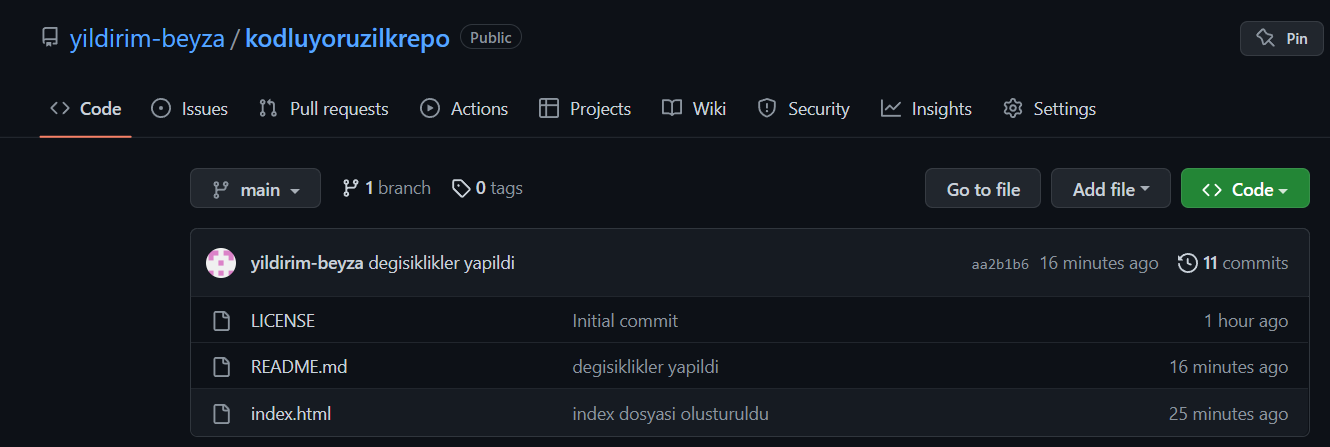 yildirim-beyza / kodluyoruzilkrepo Public Pin
Code Issues Pull requests Actions Projects Wiki Security Insights Settings
main 1 branch 0 tags Go to file Add file Code
yildirim-beyza degisiklikler yapildi aa2b1b6 16 minutes ago 11 commits
LICENSE Initial commit 1 hour ago
README.md degisiklikler yapildi 16 minutes ago
index.html index dosyasi olusturuldu 25 minutes ago